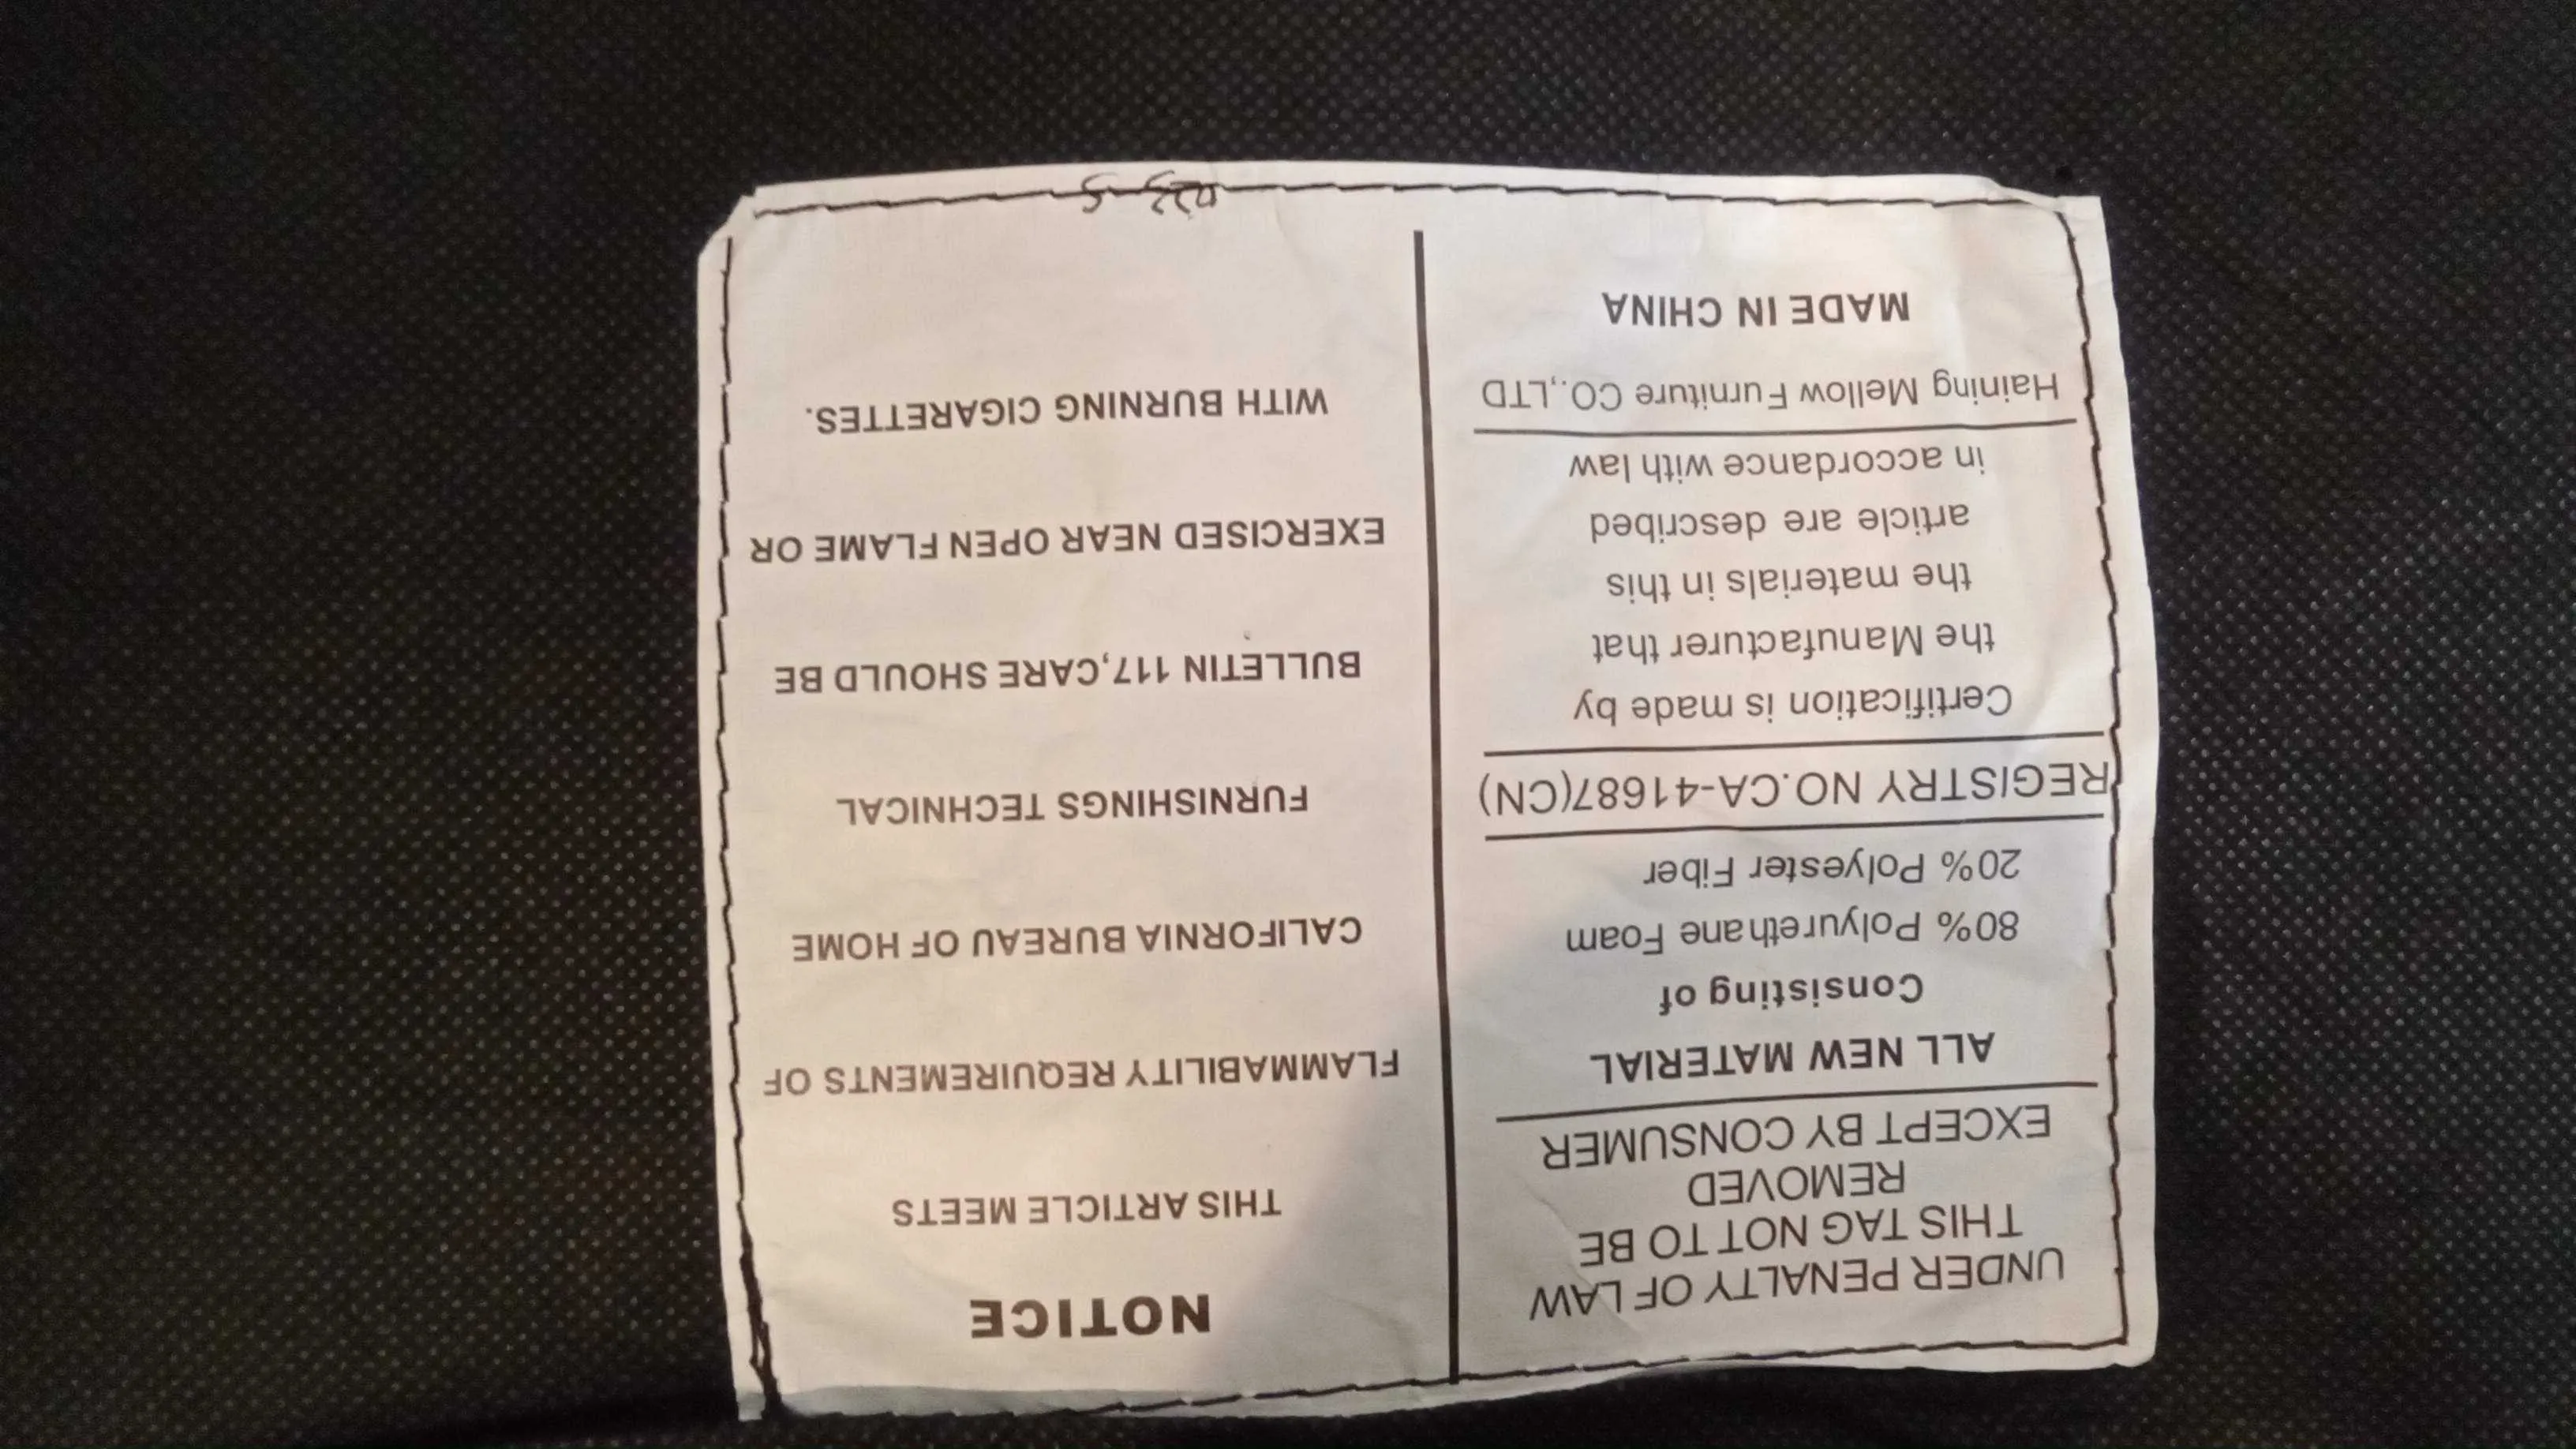 UNDER PENALTY OF LAW
THIS TAG NOT TO BE
REMOVED
EXCEPT BY CONSUMER
ALL NEW MATERIAL
Consisting of
80% Polyurethane Foam
20% Polyester Fiber
REGISTRY NO.CA-41687(CN)
Certification is made by
the Manufacturer that
the materials in this
article are described
in accordance with law
Haining Mellow Furniture CO.,LTD
MADE IN CHINA
NOTICE
THIS ARTICLE MEETS
FLAMMABILITY REQUIREMENTS OF
CALIFORNIA BUREAU OF HOME
FURNISHINGS TECHNICAL
BULLETIN 117,CARE SHOULD BE
EXERCISED NEAR OPEN FLAME OR
WITH BURNING CIGARETTES.